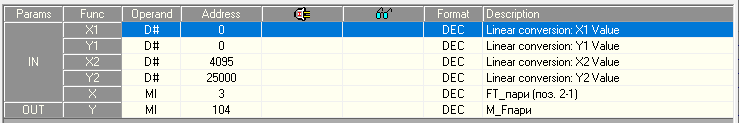 Params Func Operand Address Format Description
X1 D# 0 DEC Linear conversion: X1 Value
Y1 D# 0 DEC Linear conversion: Y1 Value
IN X2 D# 4095 DEC Linear conversion: X2 Value
Y2 D# 25000 DEC Linear conversion: Y2 Value
X MI 3 DEC FT_пари (поз. 2-1)
OUT Y MI 104 DEC M_Fпари